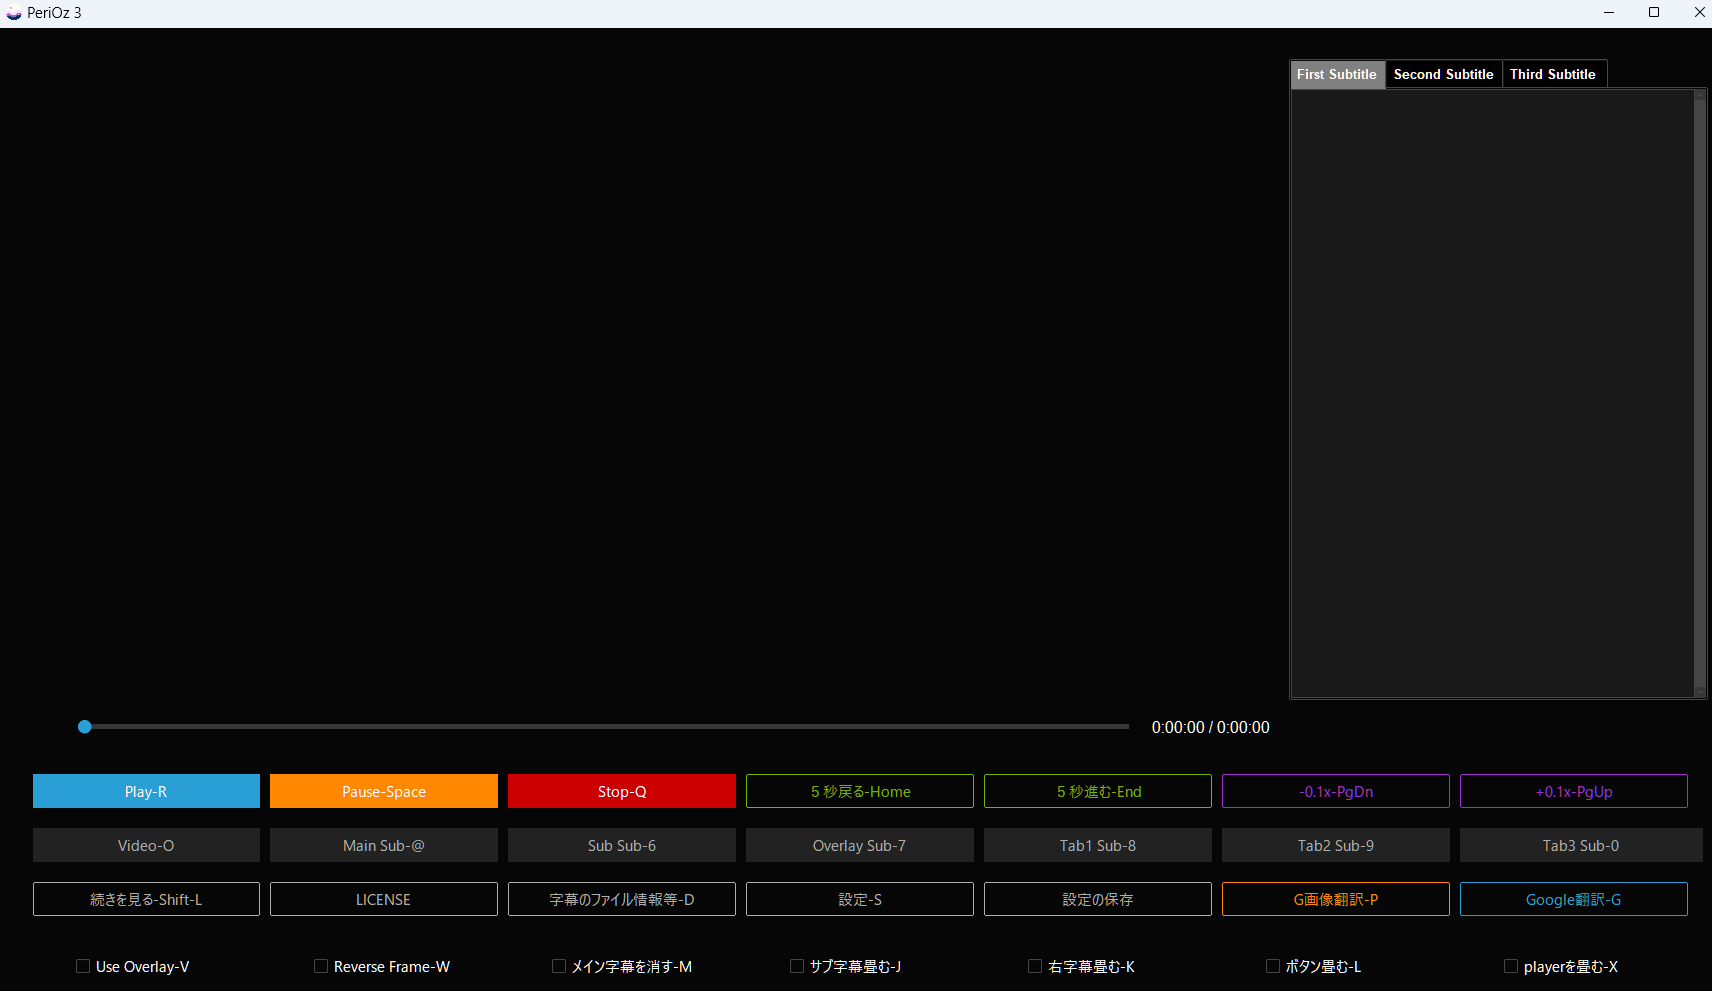 PeriOz 3
First Subtitle Second Subtitle Third Subtitle
0:00:00 / 0:00:00
Play-R Pause-Space Stop-Q 5 秒戻る-Home 5 秒進む-End -0.1x-PgDn +0.1x-PgUp
Video-O Main Sub-@ Sub Sub-6 Overlay Sub-7 Tab1 Sub-8 Tab2 Sub-9 Tab3 Sub-0
続きを見る-Shift-L LICENSE 字幕のファイル情報等-D 設定-S 設定の保存 G画像翻訳-P Google翻訳-G
Use Overlay-V Reverse Frame-W メイン字幕を消す-M サブ字幕畳む-J 右字幕畳む-K ボタン畳む-L playerを畳む-X